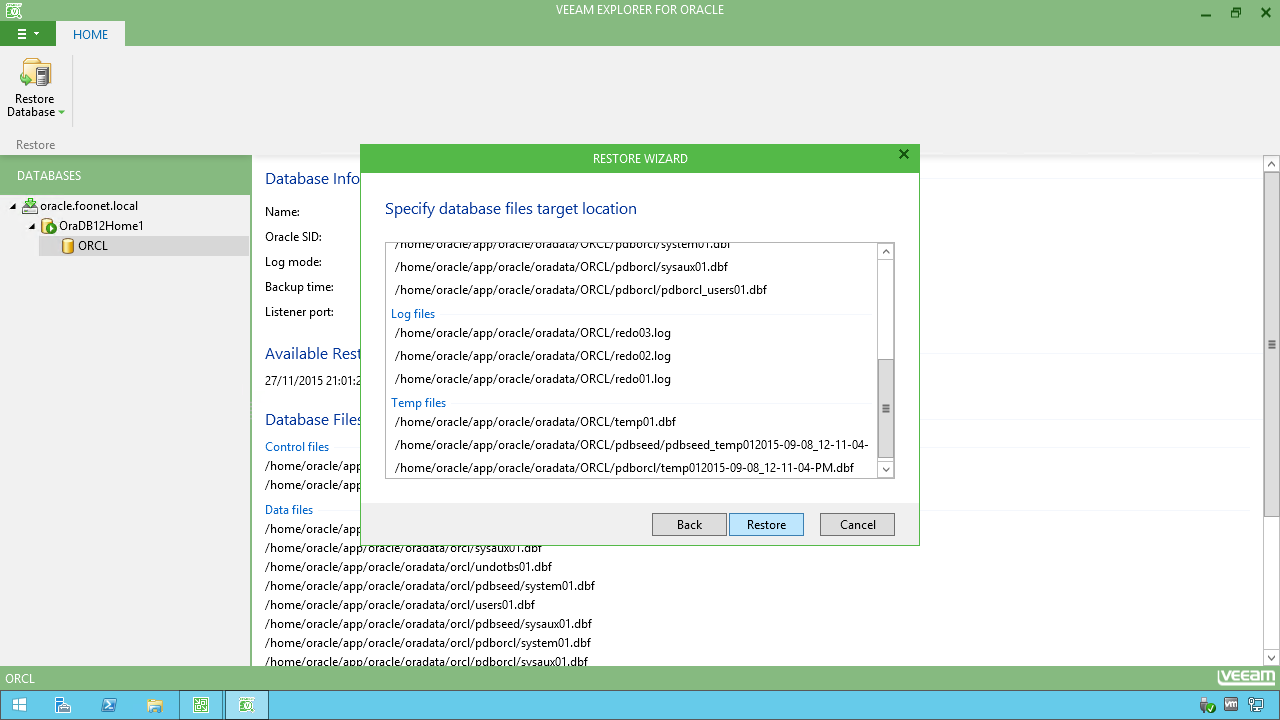 VEEAM EXPLORER FOR ORACLE
HOME
Restore
Database
Restore
DATABASES
oracle.foonet.local
OraDB12Home1
ORCL
Database Info
Name:
Oracle SID:
Log mode:
Backup time:
Listener port:
Available Rest
27/11/2015 21:01:2
Database Files
Control files
/home/oracle/app
/home/oracle/app
Data files
/home/oracle/app
/home/oracle/app/oracle/oradata/orcl/sysaux01.dbf
/home/oracle/app/oracle/oradata/orcl/undotbs01.dbf
/home/oracle/app/oracle/oradata/orcl/pdbseed/system01.dbf
/home/oracle/app/oracle/oradata/orcl/users01.dbf
/home/oracle/app/oracle/oradata/orcl/pdbseed/sysaux01.dbf
/home/oracle/app/oracle/oradata/orcl/pdborcl/system01.dbf
/home/oracle/app/oracle/oradata/orcl/pdborcl/sysaux01.dbf
RESTORE WIZARD
Specify database files target location
/home/oracle/app/oracle/oradata/ORCL/pdborcl/system01.dbf
/home/oracle/app/oracle/oradata/ORCL/pdborcl/sysaux01.dbf
/home/oracle/app/oracle/oradata/ORCL/pdborcl/pdborcl_users01.dbf
Log files
/home/oracle/app/oracle/oradata/ORCL/redo03.log
/home/oracle/app/oracle/oradata/ORCL/redo02.log
/home/oracle/app/oracle/oradata/ORCL/redo01.log
Temp files
/home/oracle/app/oracle/oradata/ORCL/temp01.dbf
/home/oracle/app/oracle/oradata/ORCL/pdbseed/pdbseed_temp012015-09-08_12-11-04-
/home/oracle/app/oracle/oradata/ORCL/pdborcl/temp012015-09-08_12-11-04-PM.dbf
Back
Restore
Cancel
ORCL
veeam